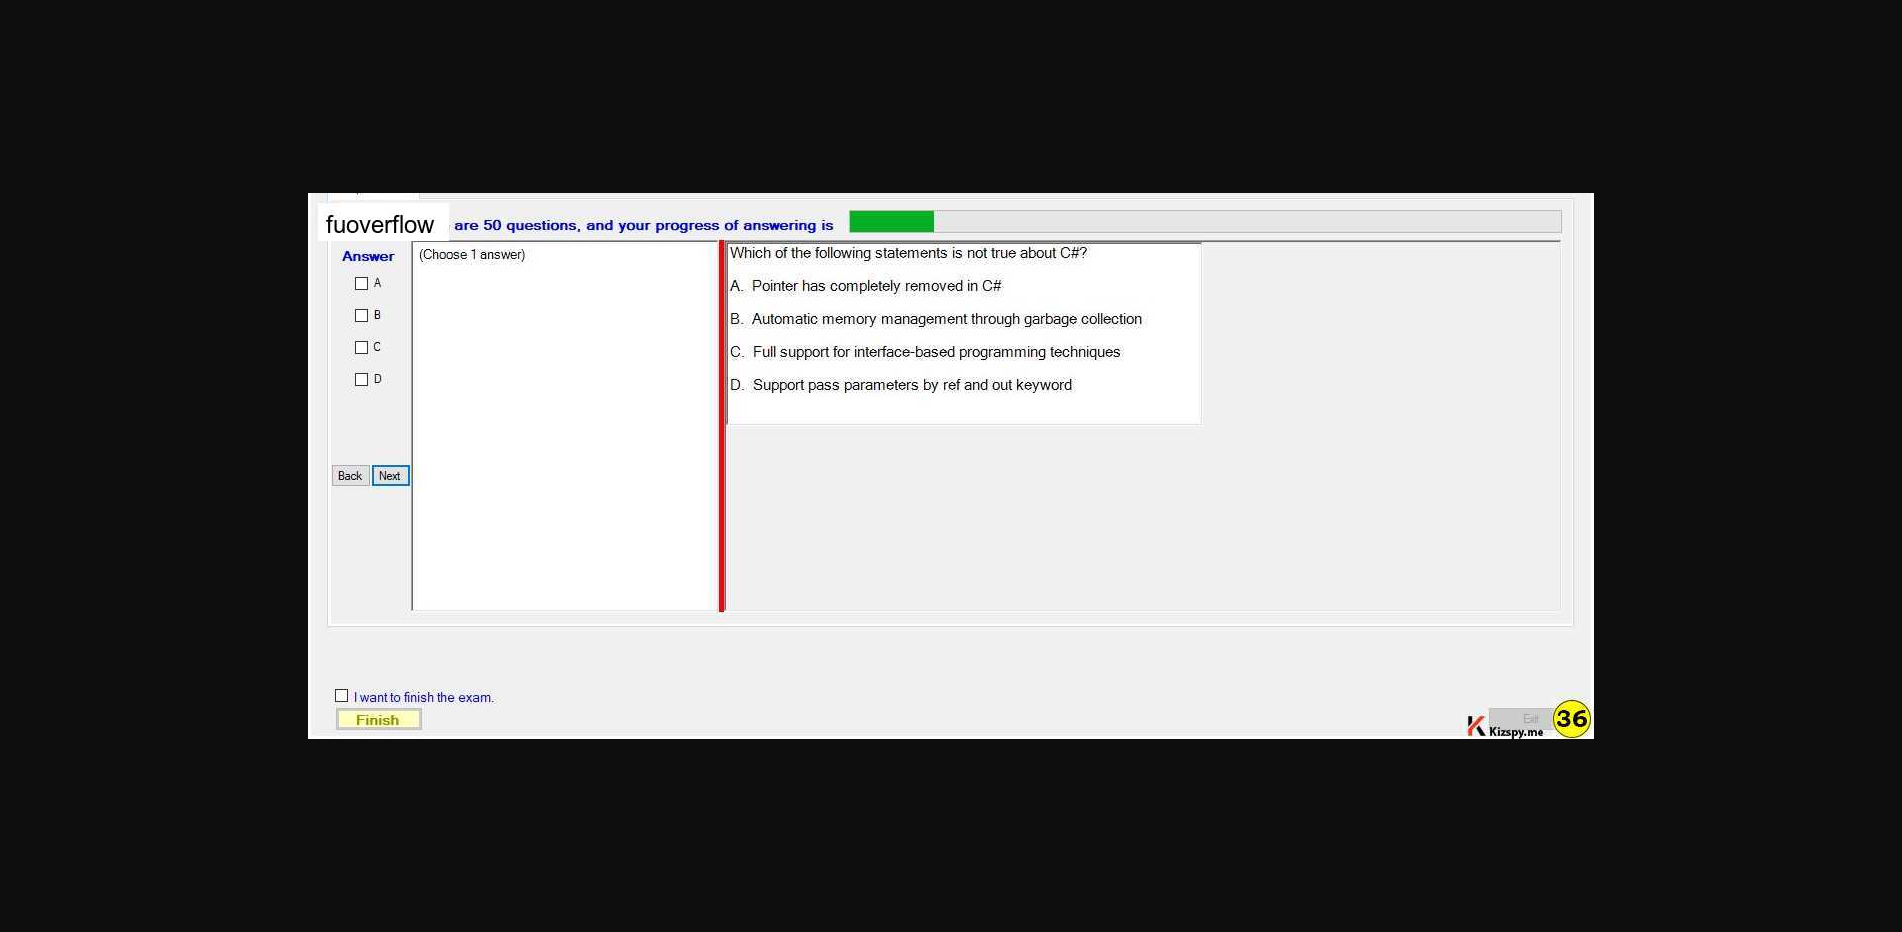 fuoverflow are 50 questions, and your progress of answering is
Answer
(Choose 1 answer)
A
B
C
D
Back Next
Which of the following statements is not true about C#?
A. Pointer has completely removed in C#
B. Automatic memory management through garbage collection
C. Full support for interface-based programming techniques
D. Support pass parameters by ref and out keyword
I want to finish the exam.
Finish
Exit
Kizspy.me
36